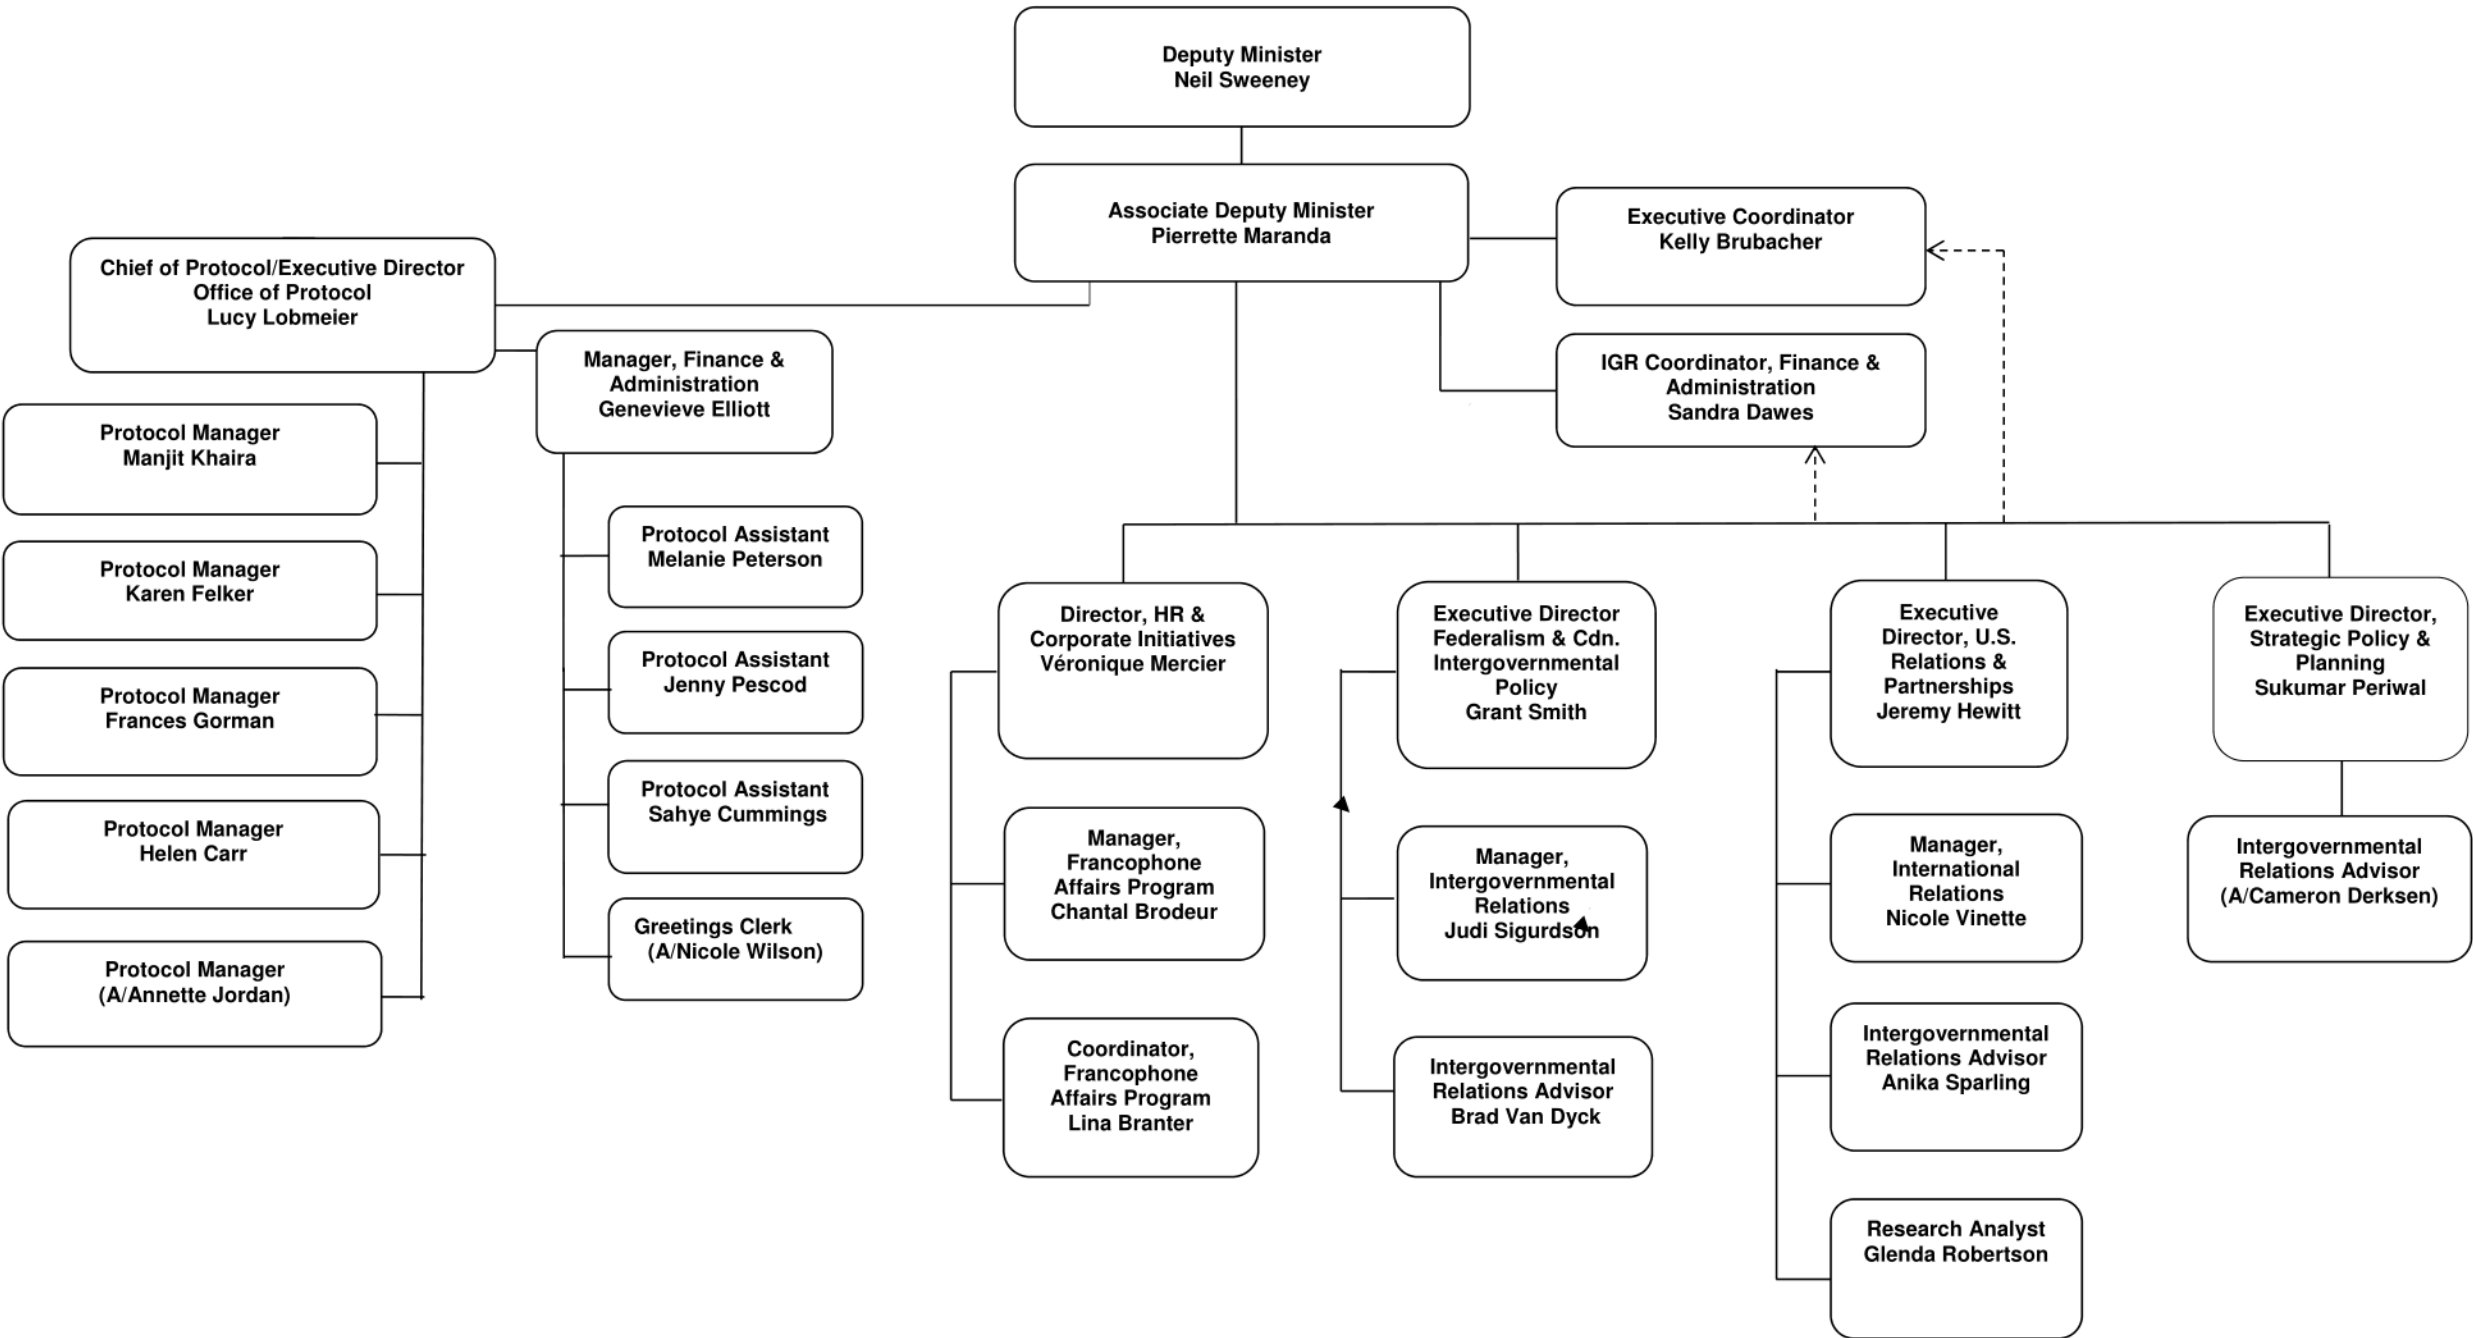 Deputy Minister
Neil Sweeney
Associate Deputy Minister
Pierrette Maranda
Executive Coordinator
Kelly Brubacher
IGR Coordinator, Finance &
Administration
Sandra Dawes
Chief of Protocol/Executive Director
Office of Protocol
Lucy Lobmeier
Manager, Finance &
Administration
Genevieve Elliott
Protocol Manager
Manjit Khaira
Protocol Manager
Karen Felker
Protocol Manager
Frances Gorman
Protocol Manager
Helen Carr
Protocol Manager
(A/Annette Jordan)
Protocol Assistant
Melanie Peterson
Protocol Assistant
Jenny Pescod
Protocol Assistant
Sahye Cummings
Greetings Clerk
(A/Nicole Wilson)
Director, HR &
Corporate Initiatives
Véronique Mercier
Manager,
Francophone
Affairs Program
Chantal Brodeur
Coordinator,
Francophone
Affairs Program
Lina Branter
Executive Director
Federalism & Cdn.
Intergovernmental
Policy
Grant Smith
Manager,
Intergovernmental
Relations
Judi Sigurdson
Intergovernmental
Relations Advisor
Brad Van Dyck
Executive
Director, U.S.
Relations &
Partnerships
Jeremy Hewitt
Manager,
International
Relations
Nicole Vinette
Intergovernmental
Relations Advisor
Anika Sparling
Research Analyst
Glenda Robertson
Executive Director,
Strategic Policy &
Planning
Sukumar Periwal
Intergovernmental
Relations Advisor
(A/Cameron Derksen)